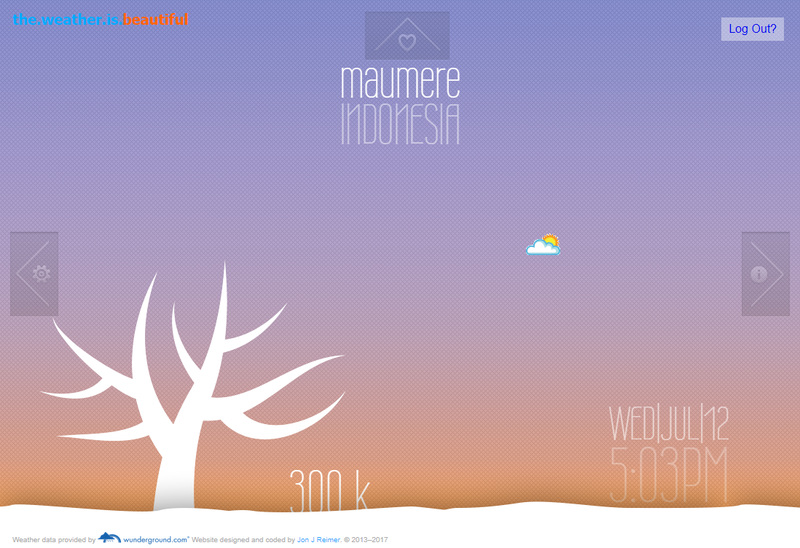 the.weather.is.beautiful
Log Out?
maumere
INDONESIA
WED|JUL|12
5:03PM
300 k
Weather data provided by wunderground.com® Website designed and coded by Jon J Reimer. © 2013–2017